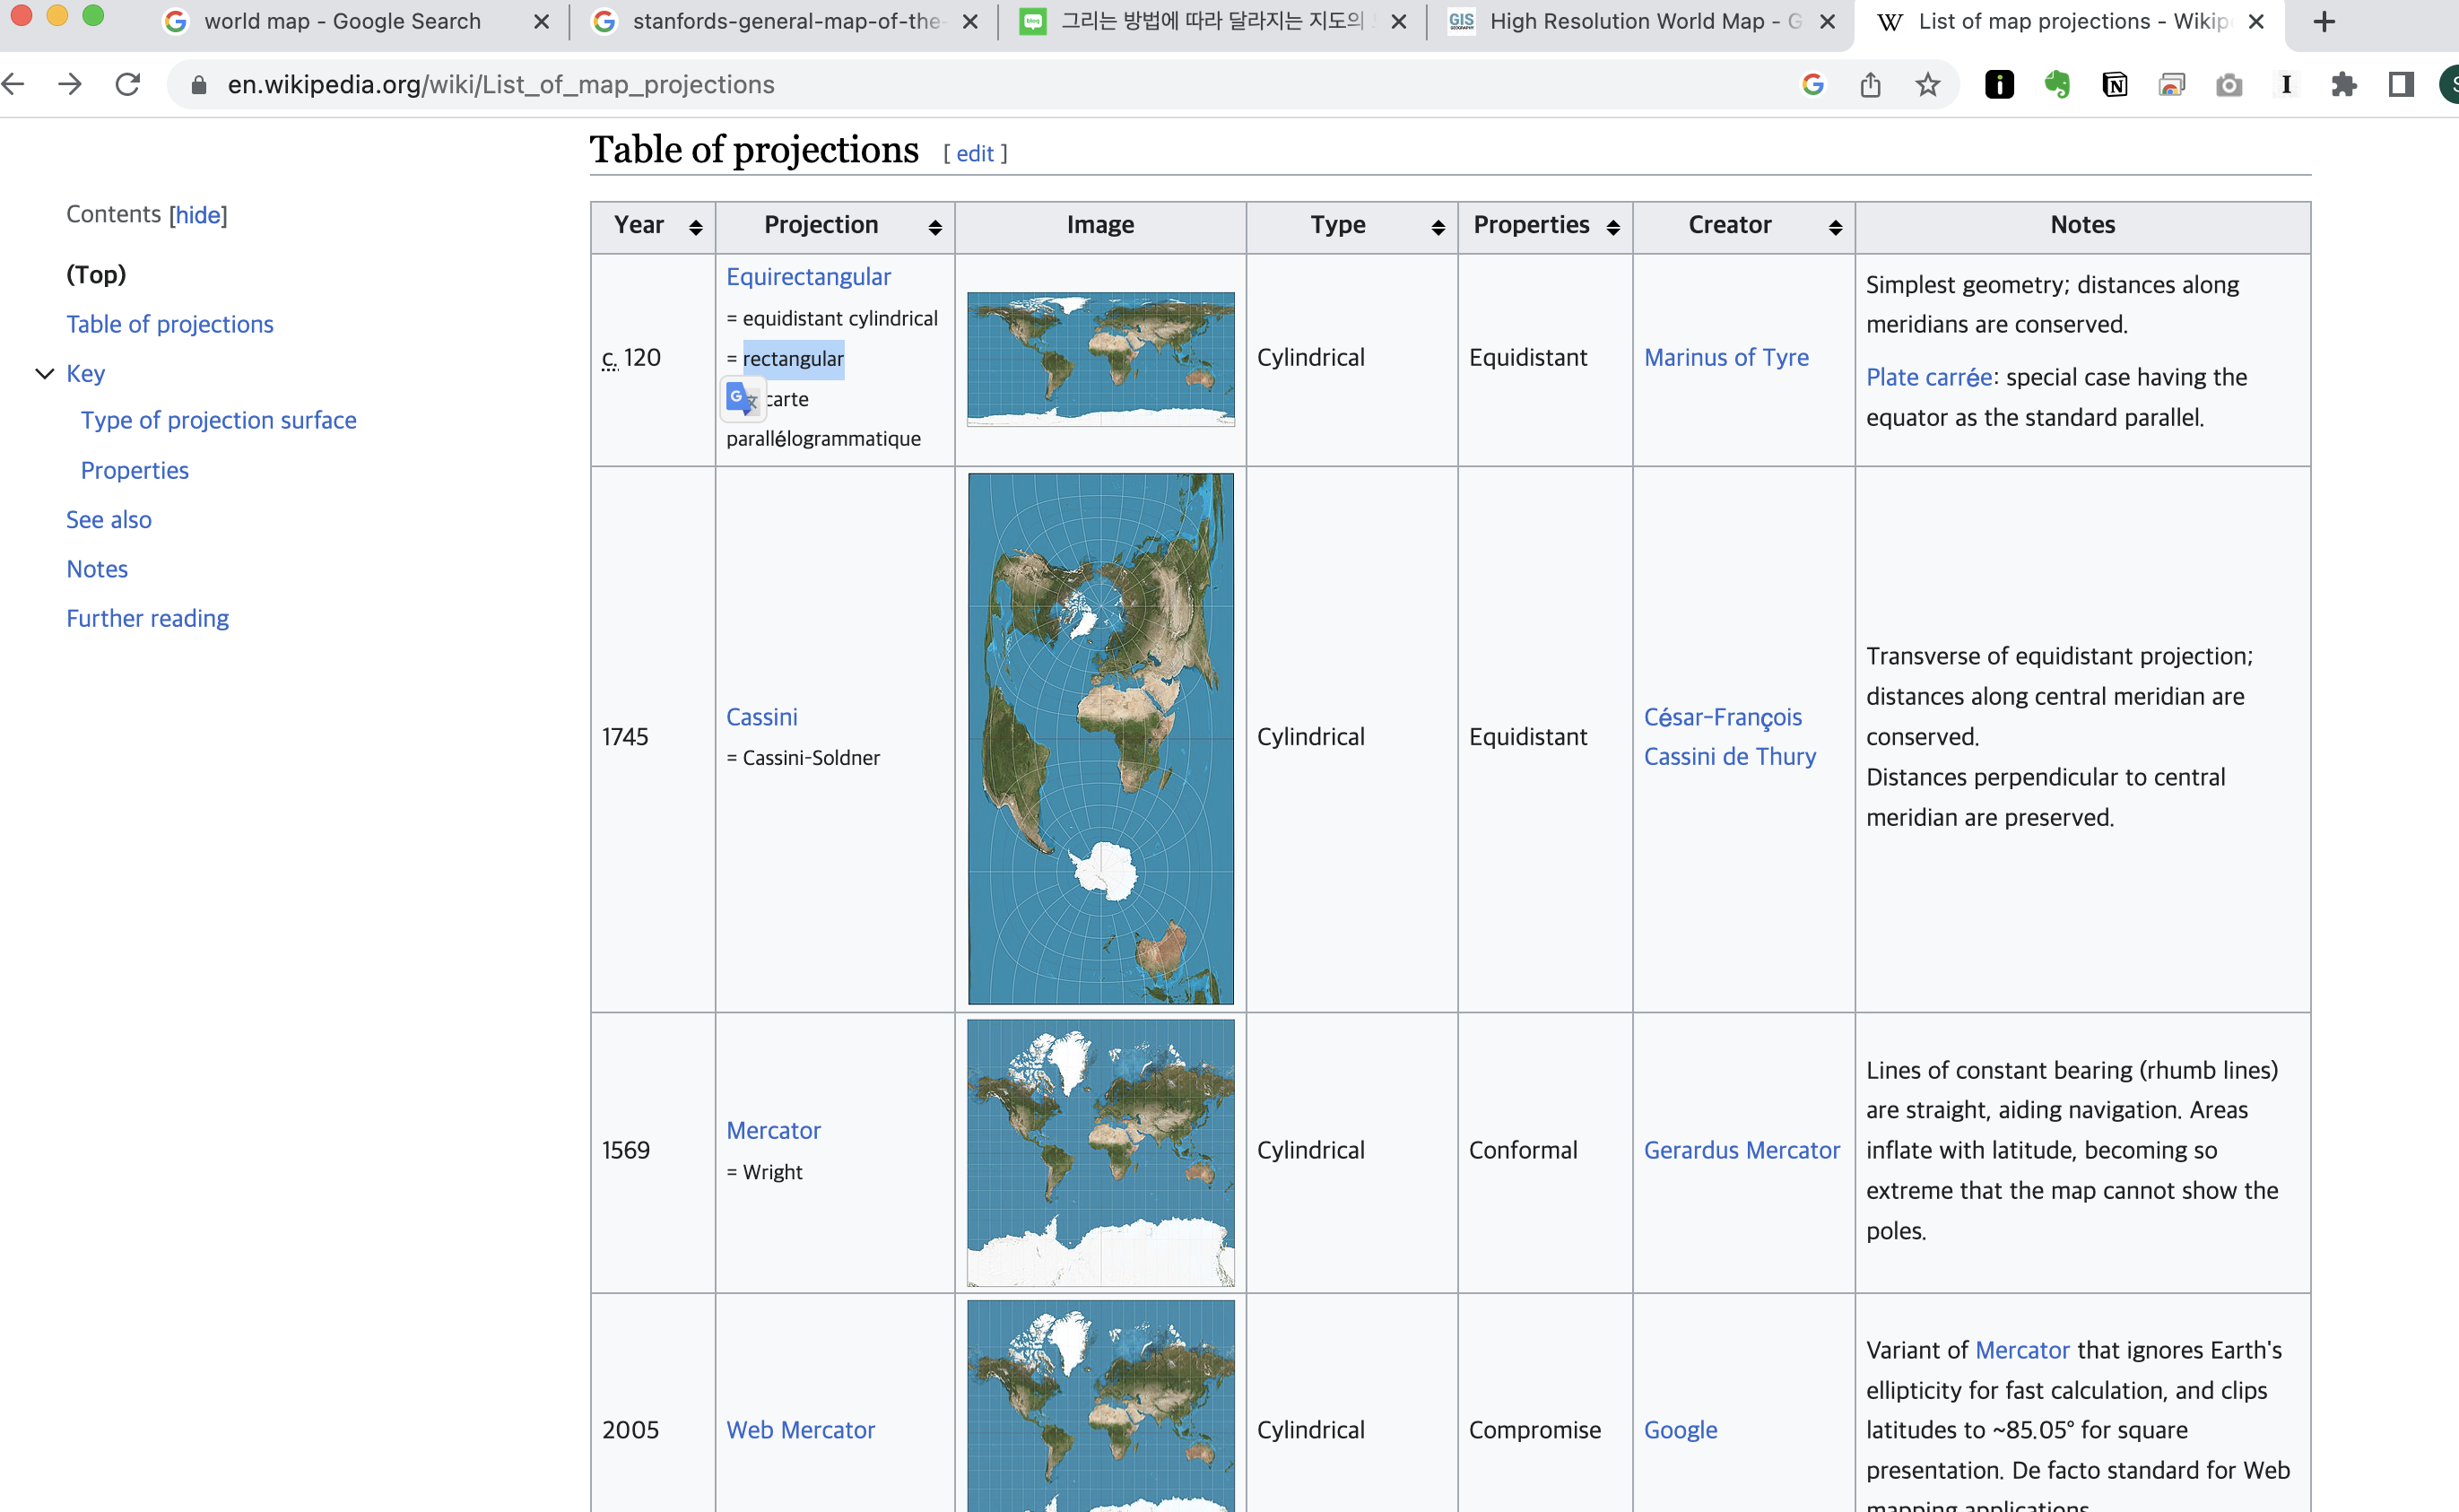 world map - Google Search
stanfords-general-map-of-the-
그리는 방법에 따라 달라지는 지도의
High Resolution World Map - G
List of map projections - Wikip
en.wikipedia.org/wiki/List_of_map_projections
Contents [hide]
(Top)
Table of projections
Key
Type of projection surface
Properties
See also
Notes
Further reading
Table of projections [ edit ]
Year Projection Image Type Properties Creator Notes
c. 120
Equirectangular
= equidistant cylindrical
= rectangular
carte
parallélogrammatique
Cylindrical
Equidistant
Marinus of Tyre
Simplest geometry; distances along
meridians are conserved.
Plate carrée: special case having the
equator as the standard parallel.
1745
Cassini
= Cassini-Soldner
Cylindrical
Equidistant
César-François
Cassini de Thury
Transverse of equidistant projection;
distances along central meridian are
conserved.
Distances perpendicular to central
meridian are preserved.
1569
Mercator
= Wright
Cylindrical
Conformal
Gerardus Mercator
Lines of constant bearing (rhumb lines)
are straight, aiding navigation. Areas
inflate with latitude, becoming so
extreme that the map cannot show the
poles.
2005
Web Mercator
Cylindrical
Compromise
Google
Variant of Mercator that ignores Earth's
ellipticity for fast calculation, and clips
latitudes to ~85.05° for square
presentation. De facto standard for Web
mapping applications.